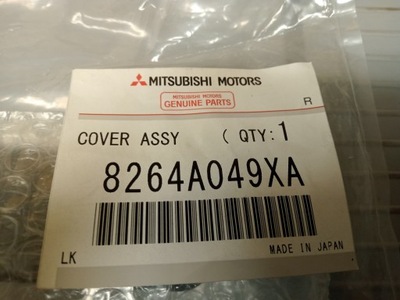 MITSUBISHI MOTORS
MITSUBISHI MOTORS
GENUINE PARTS
R
COVER ASSY ( QTY: 1
8264A049XA
LK MADE IN JAPAN